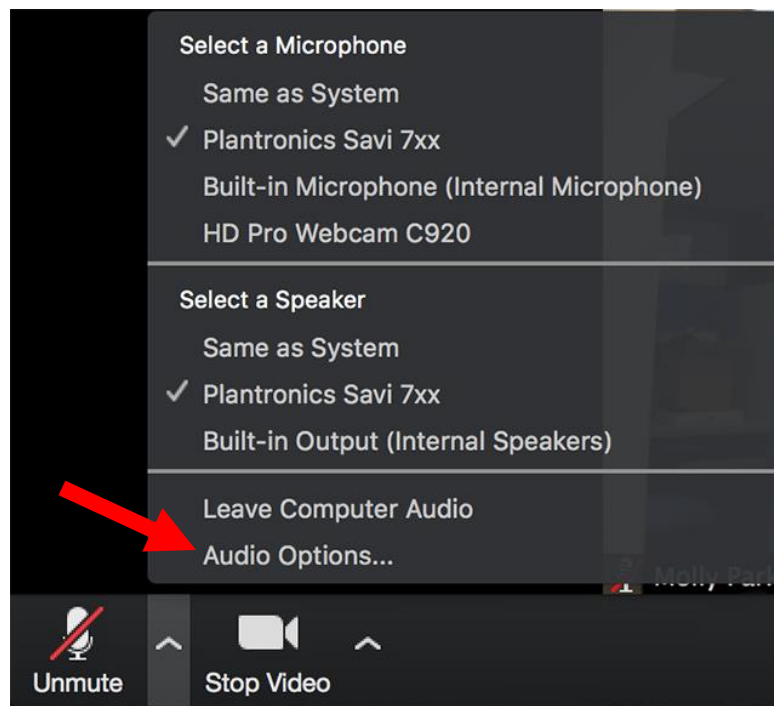 Select a Microphone
Same as System
Plantronics Savi 7xx
Built-in Microphone (Internal Microphone)
HD Pro Webcam C920
Select a Speaker
Same as System
Plantronics Savi 7xx
Built-in Output (Internal Speakers)
Leave Computer Audio
Audio Options...
Molly Parl
Unmute
Stop Video